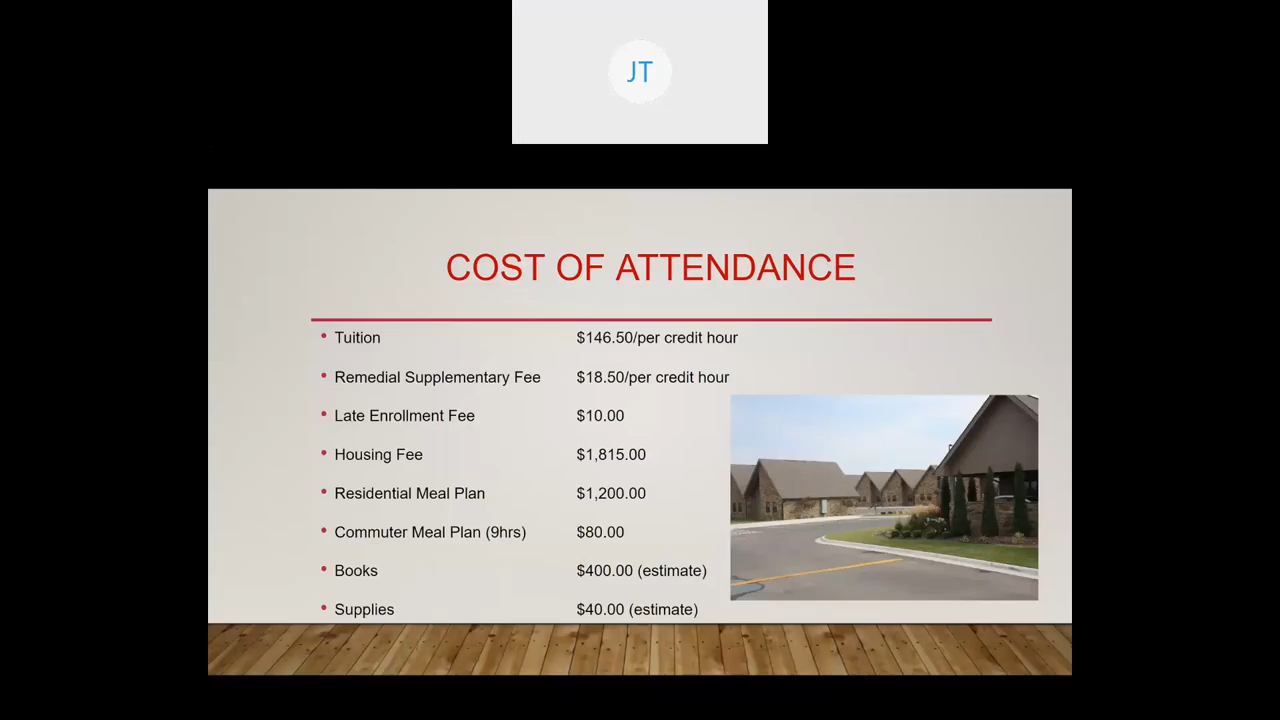 JT
COST OF ATTENDANCE
• Tuition $146.50/per credit hour
• Remedial Supplementary Fee $18.50/per credit hour
• Late Enrollment Fee $10.00
• Housing Fee $1,815.00
• Residential Meal Plan $1,200.00
• Commuter Meal Plan (9hrs) $80.00
• Books $400.00 (estimate)
• Supplies $40.00 (estimate)